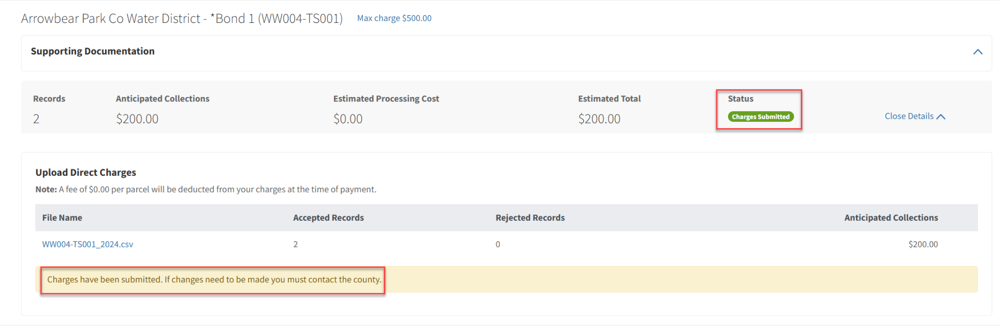 Arrowbear Park Co Water District - *Bond 1 (WW004-TS001) Max charge $500.00
Supporting Documentation
Records Anticipated Collections Estimated Processing Cost Estimated Total Status
2 $200.00 $0.00 $200.00 Charges Submitted Close Details
Upload Direct Charges
Note: A fee of $0.00 per parcel will be deducted from your charges at the time of payment.
File Name Accepted Records Rejected Records Anticipated Collections
WW004-TS001_2024.csv 2 0 $200.00
Charges have been submitted. If changes need to be made you must contact the county.